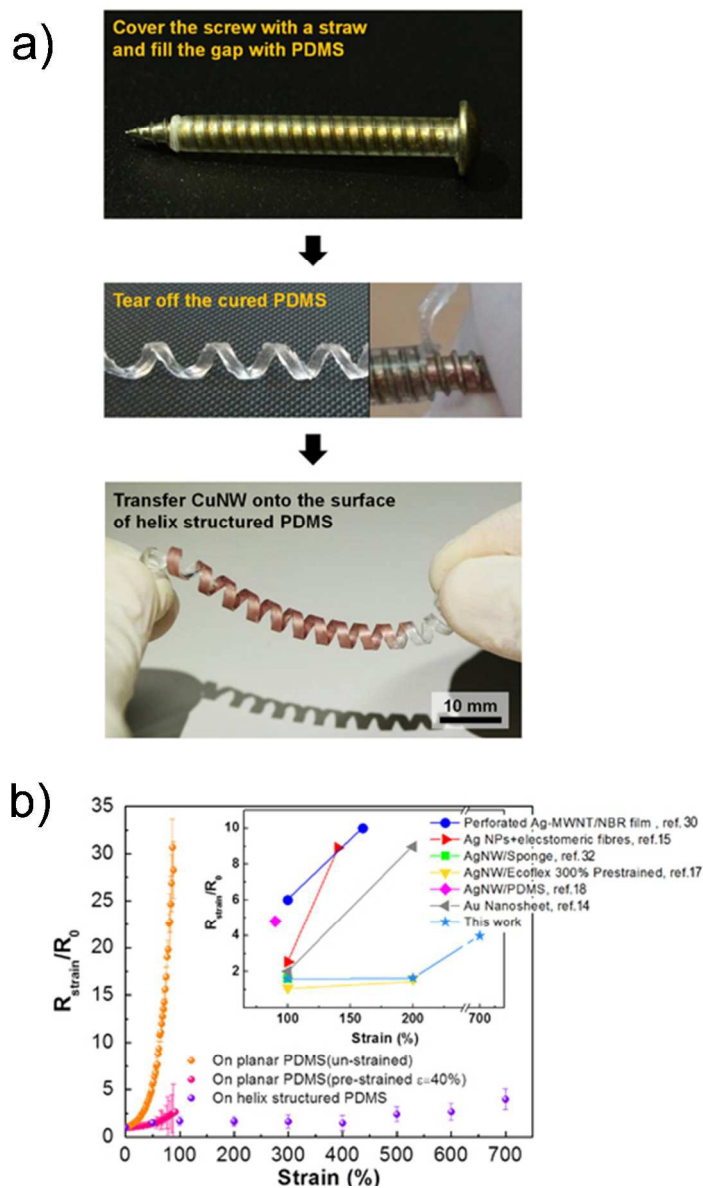 a)
Cover the screw with a straw
and fill the gap with PDMS
Tear off the cured PDMS
Transfer CuNW onto the surface
of helix structured PDMS
10 mm
b)
35
30
25
20
15
10
5
0
R_strain/R_0
0 100 200 300 400 500 600 700
Strain (%)
On planar PDMS(un-strained)
On planar PDMS(pre-strained ε=40%)
On helix structured PDMS
10
8
6
4
2
R_strain/R_0
100 150 200 700
Strain (%)
Perforated Ag-MWNT/NBR film , ref.30
Ag NPs+elecstomeric fibres, ref.15
AgNW/Sponge, ref.32
AgNW/Ecoflex 300% Prestrained, ref.17
AgNW/PDMS, ref.18
Au Nanosheet, ref.14
This work